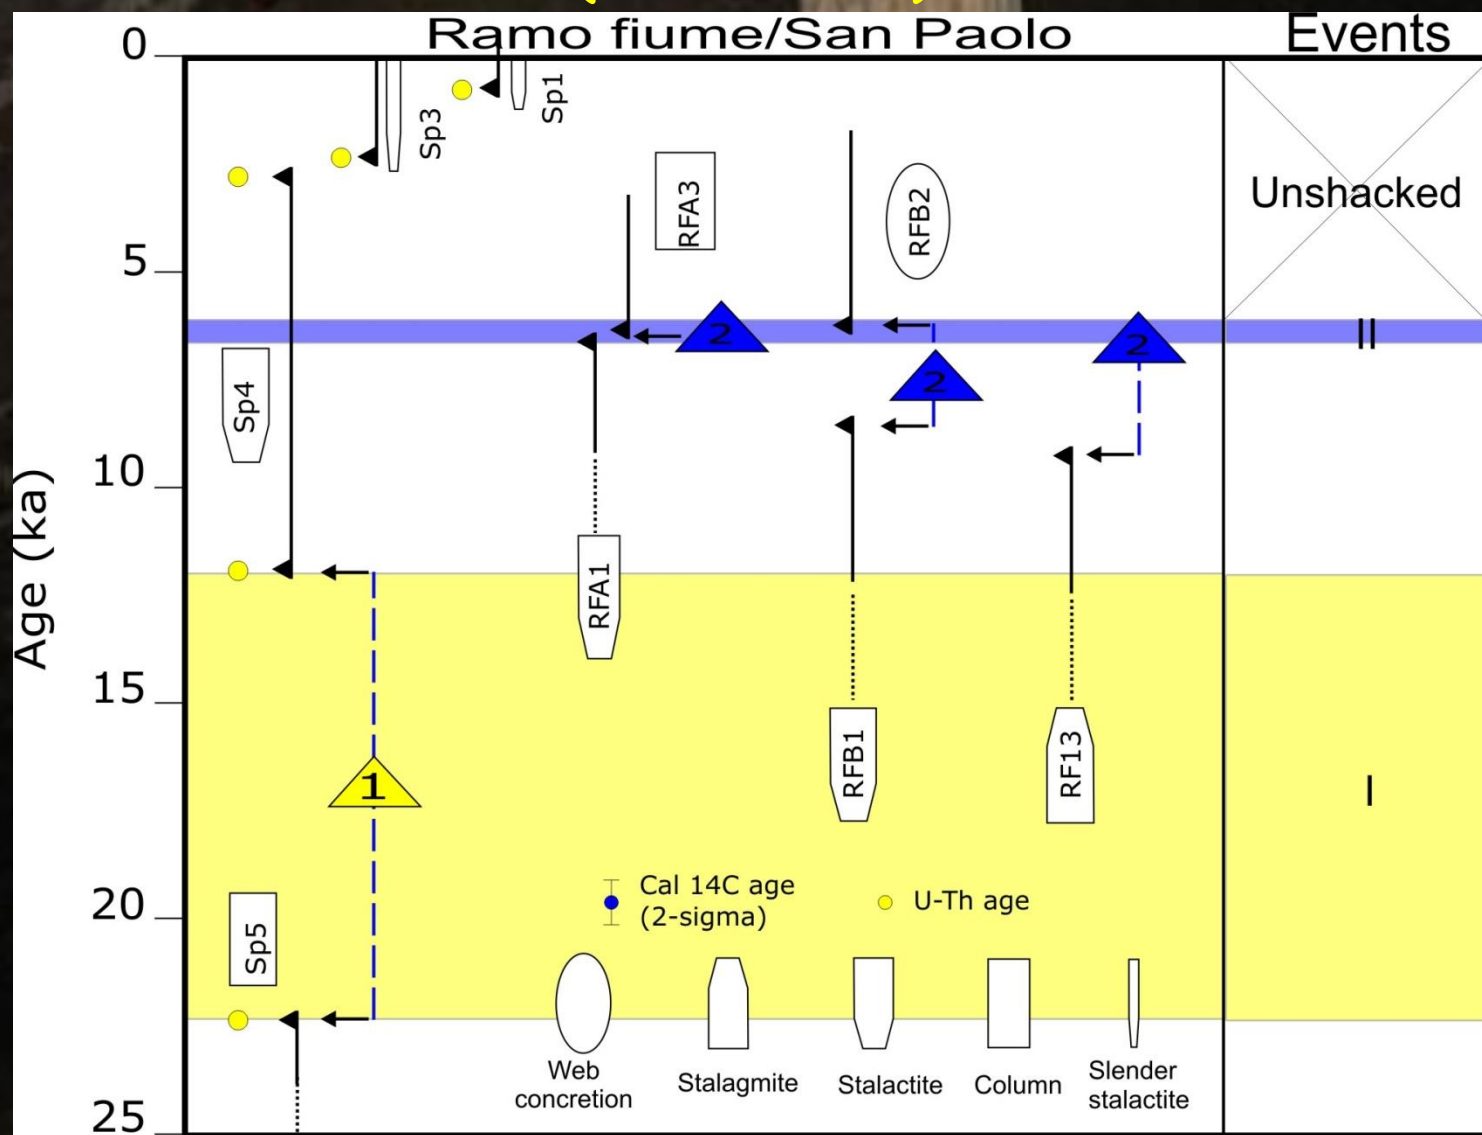 Ramo fiume/San Paolo
Events
Age (ka)
0
5
10
15
20
25
Sp3
Sp1
RFA3
RFB2
Unshacked
2
2
2
II
Sp4
RFA1
RFB1
RF13
1
I
Sp5
Cal 14C age
(2-sigma)
U-Th age
Web
concretion
Stalagmite
Stalactite
Column
Slender
stalactite